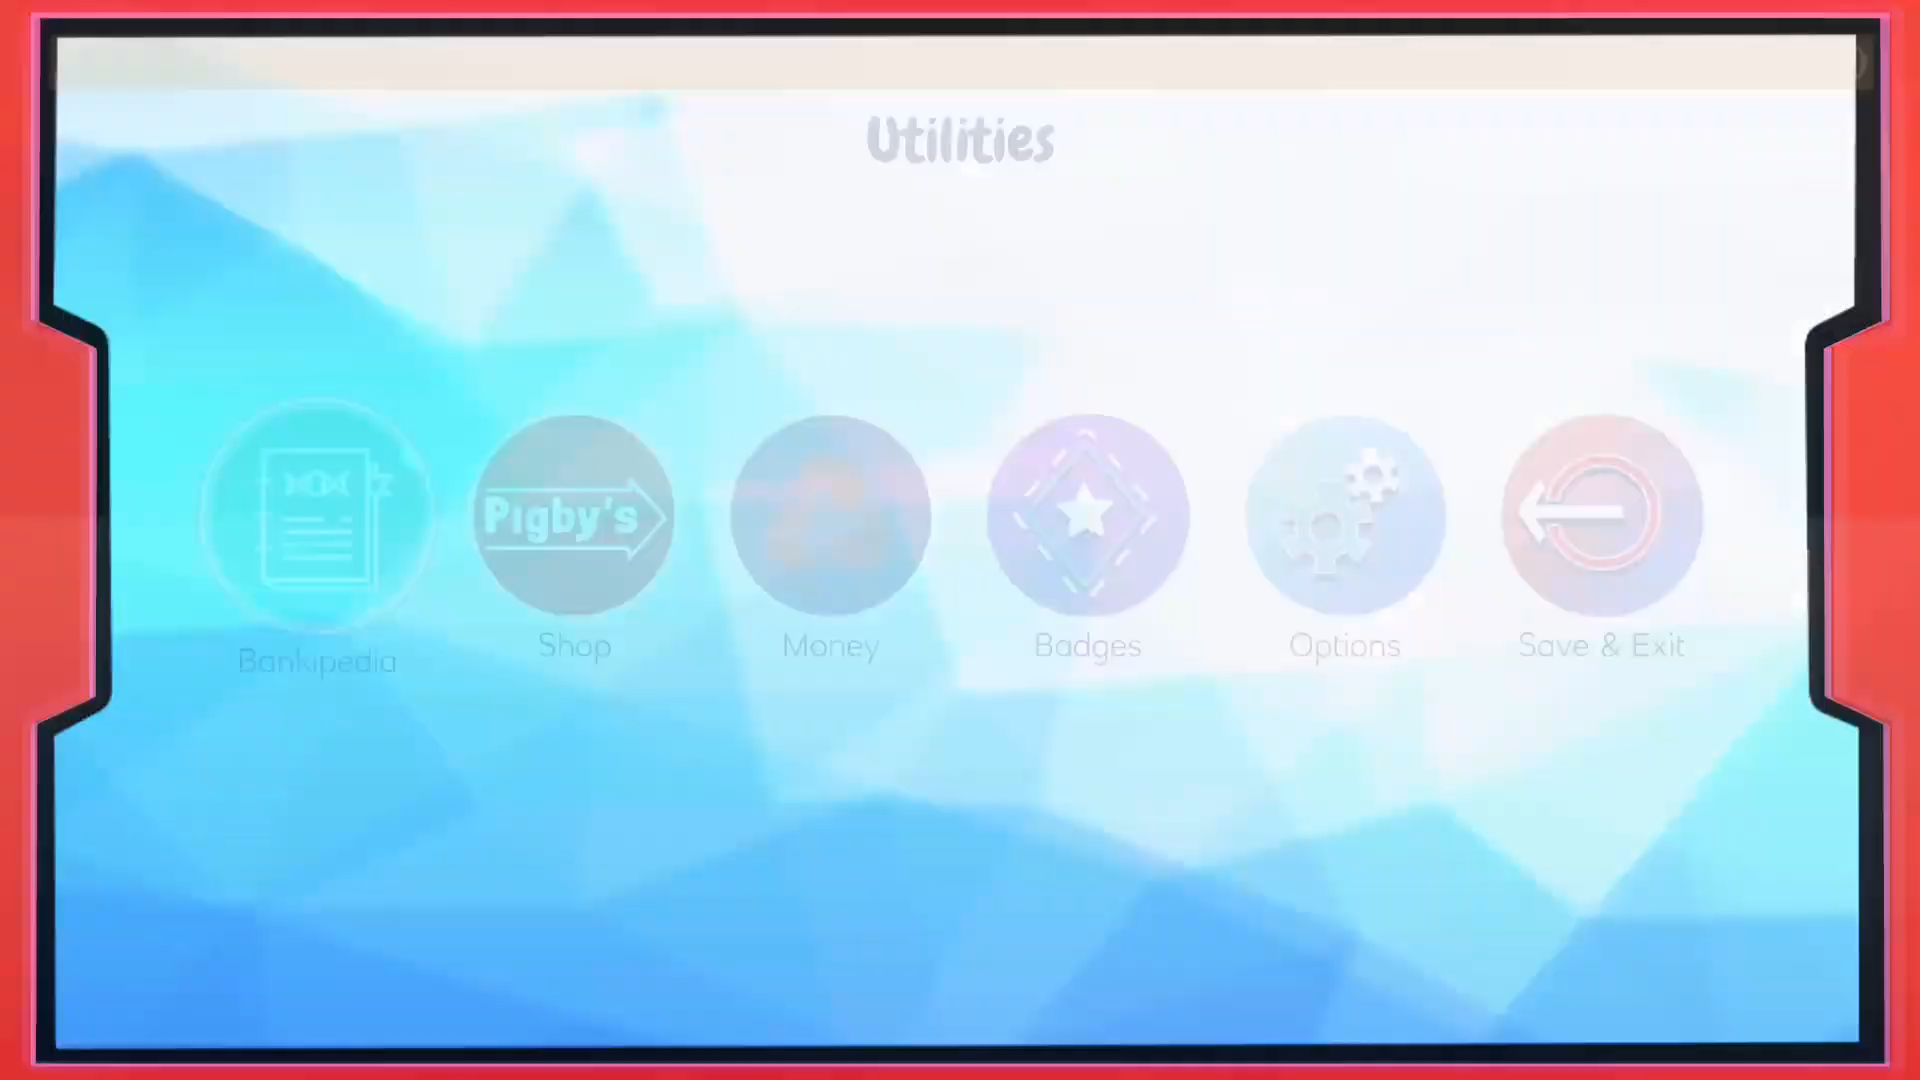 Utilities
Pigby's
Bankipedia
Shop
Money
Badges
Options
Save & Exit